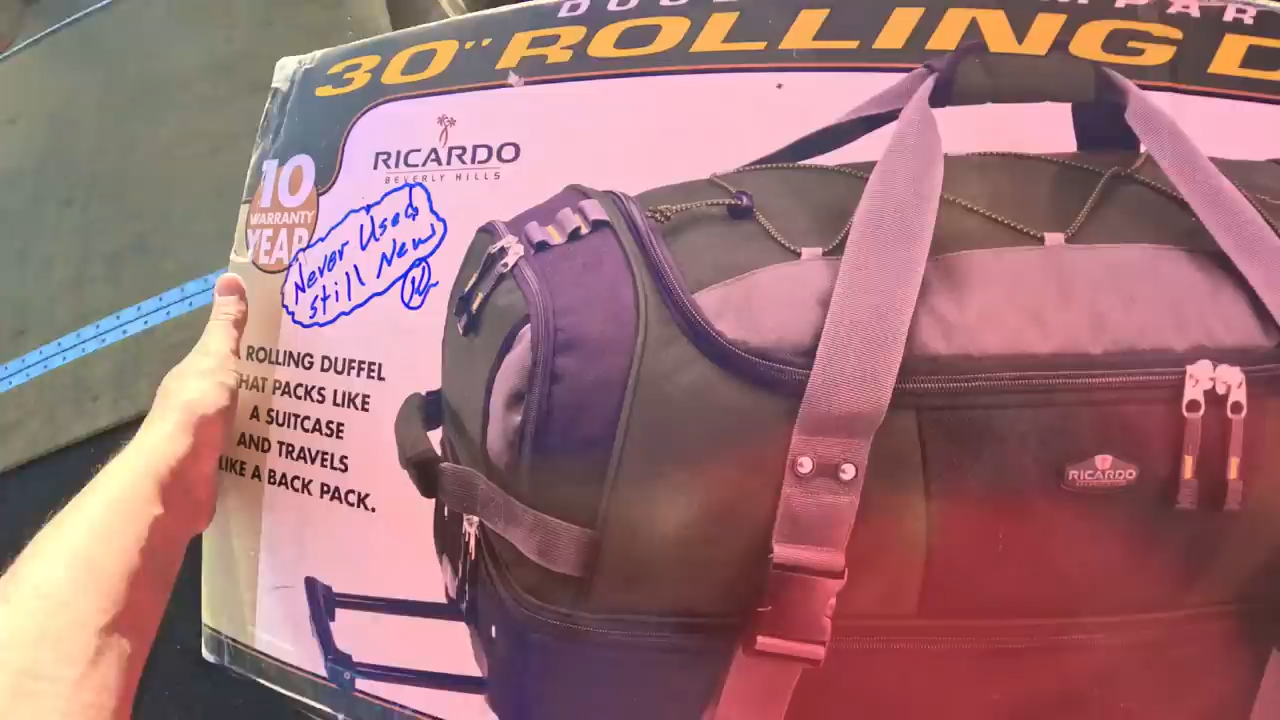 30" ROLLING D
RICARDO
BEVERLY HILLS
10
WARRANTY
YEAR
Never Used
Still New
A ROLLING DUFFEL
THAT PACKS LIKE
A SUITCASE
AND TRAVELS
LIKE A BACK PACK.
RICARDO